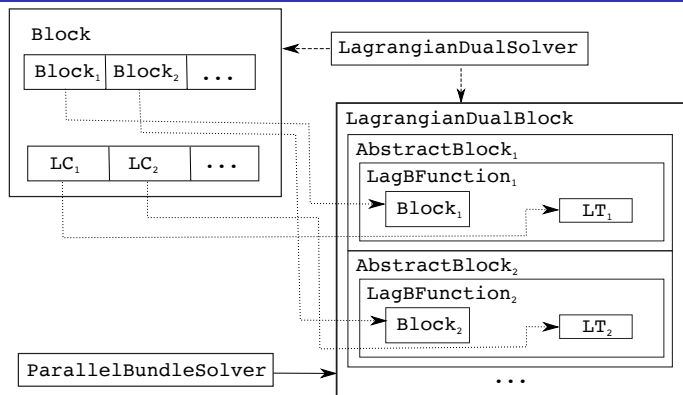 Block
Block₁ Block₂ ...
LC₁ LC₂ ...
LagrangianDualSolver
LagrangianDualBlock
AbstractBlock₁
LagBFunction₁
Block₁
LT₁
AbstractBlock₂
LagBFunction₂
Block₂
LT₂
...
ParallelBundleSolver